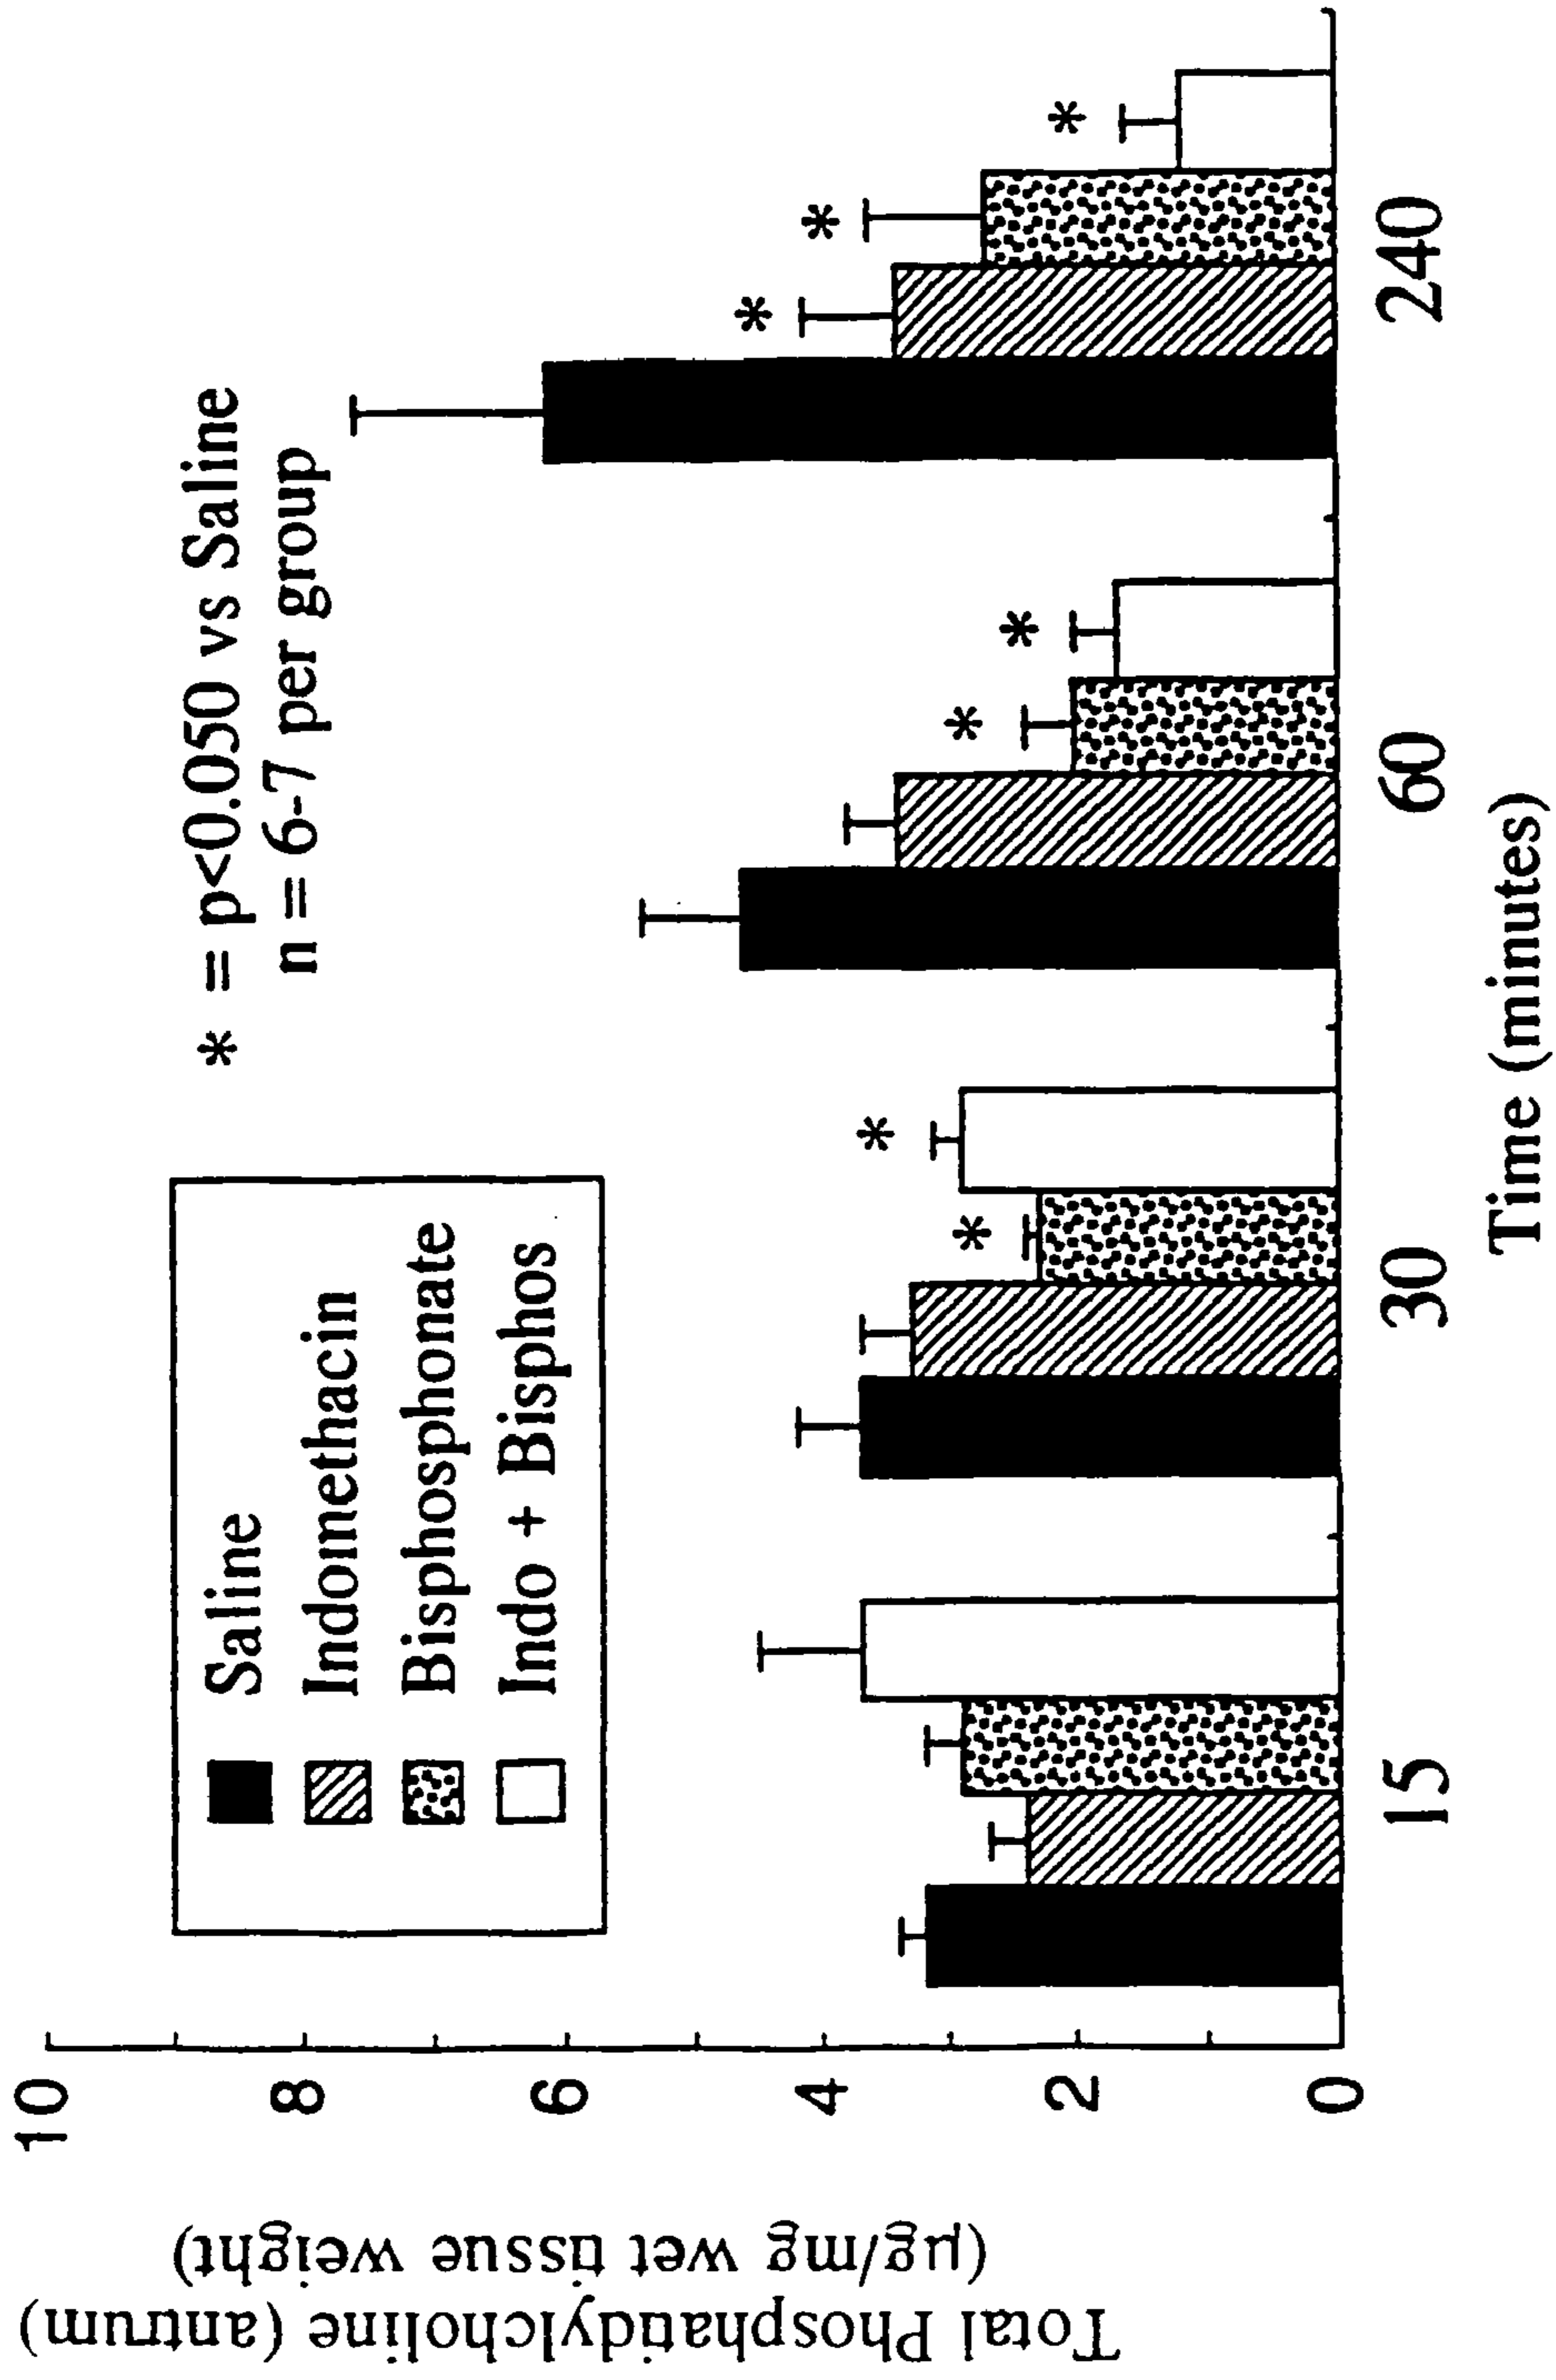 Total Phosphatidylcholine (antrum)
(µg/mg wet tissue weight)
10
8
6
4
2
0
Saline
Indomethacin
Bisphosphonate
Indo + Bisphos
* = p<0.050 vs Saline
n = 6-7 per group
*
*
*
*
*
*
*
15
30
60
240
Time (minutes)